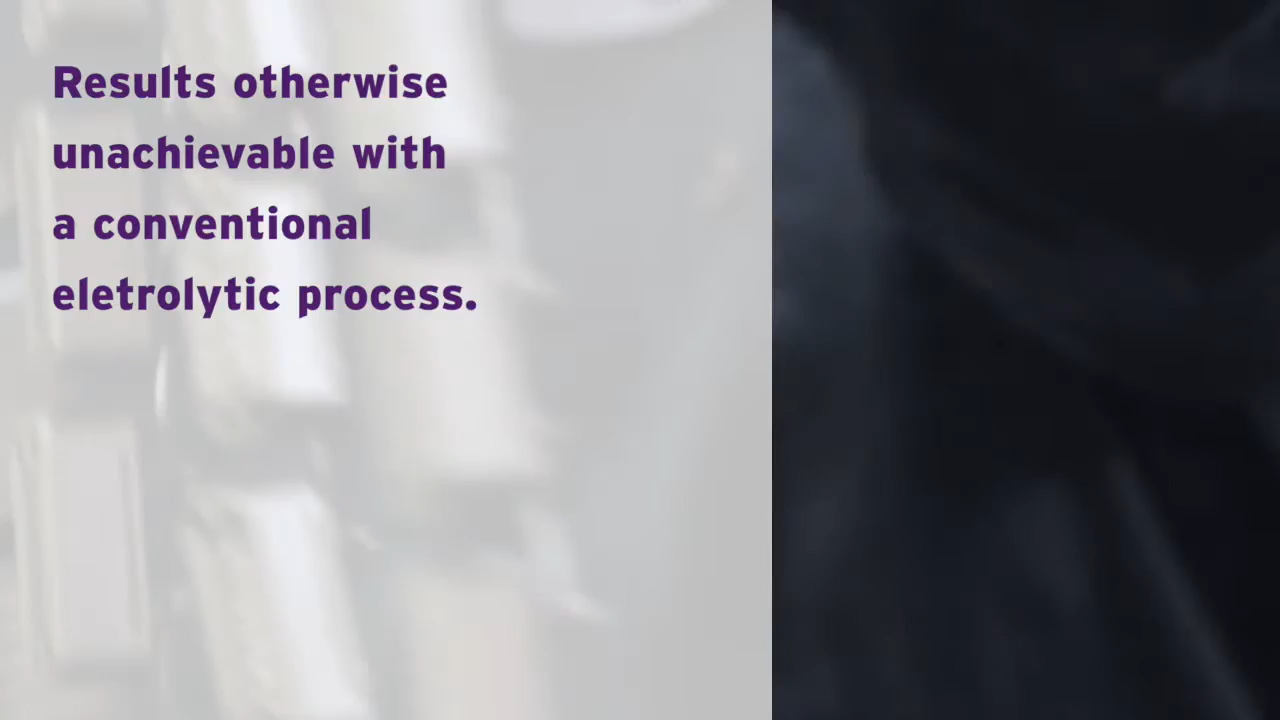 Results otherwise
unachievable with
a conventional
eletrolytic process.